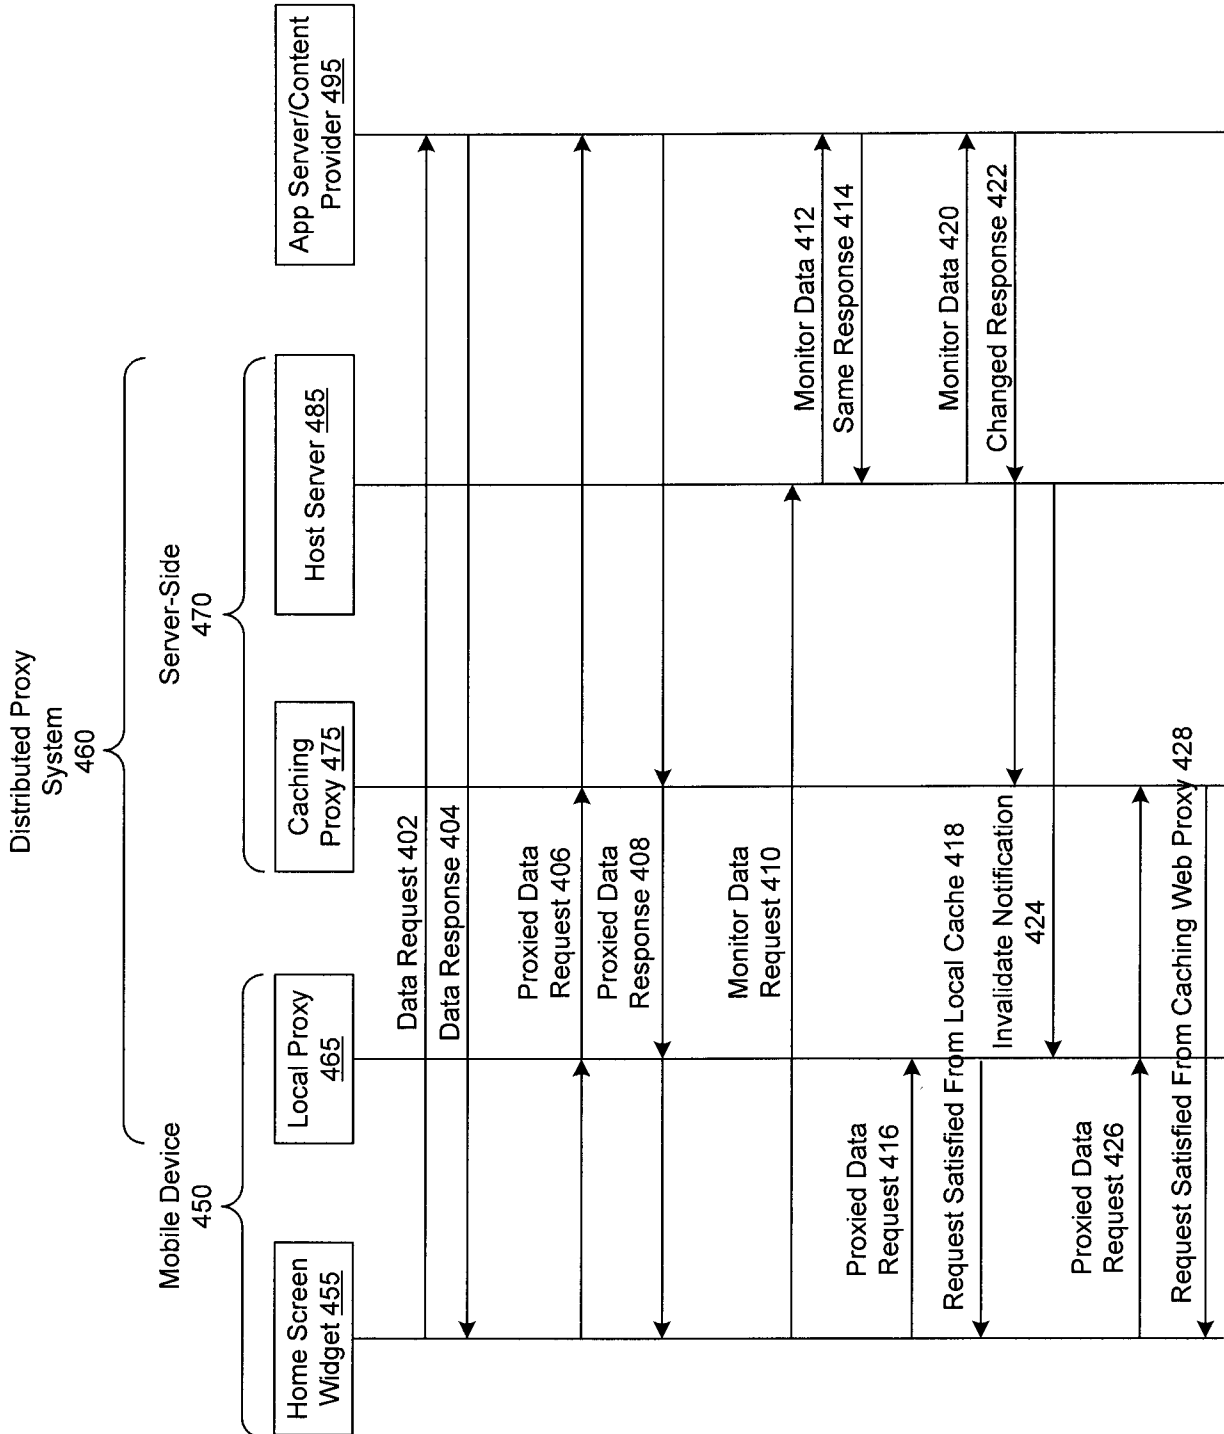 Distributed Proxy
System
460
Mobile Device
450
Server-Side
470
Home Screen
Widget 455
Local Proxy
465
Caching
Proxy 475
Host Server 485
App Server/Content
Provider 495
Data Request 402
Data Response 404
Proxied Data
Request 406
Proxied Data
Response 408
Monitor Data
Request 410
Monitor Data 412
Same Response 414
Proxied Data
Request 416
Request Satisfied From Local Cache 418
Monitor Data 420
Changed Response 422
Invalidate Notification
424
Proxied Data
Request 426
Request Satisfied From Caching Web Proxy 428